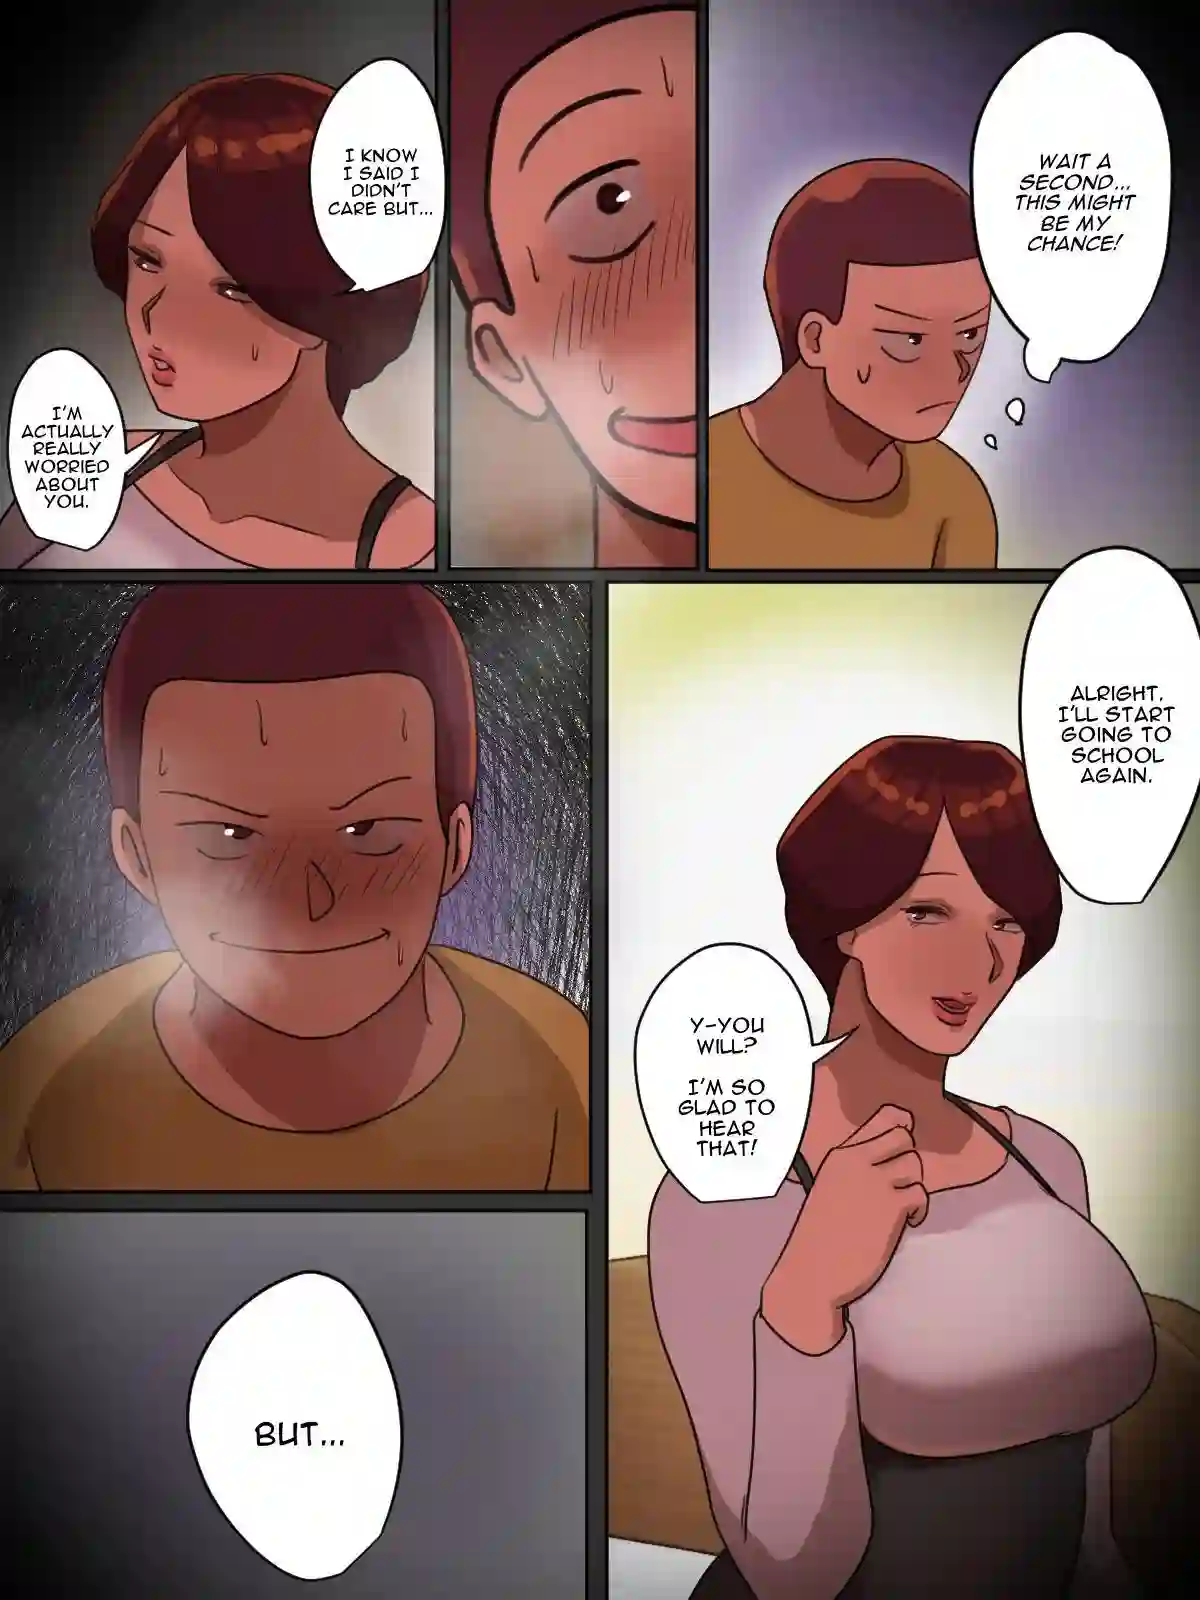 I KNOW
I SAID I
DIDN'T
CARE BUT...
I'M
ACTUALLY
REALLY
WORRIED
ABOUT
YOU.
WAIT A
SECOND...
THIS MIGHT
BE MY
CHANCE!
ALRIGHT,
I'LL START
GOING TO
SCHOOL
AGAIN.
Y-YOU
WILL?
I'M SO
GLAD TO
HEAR
THAT!
BUT...